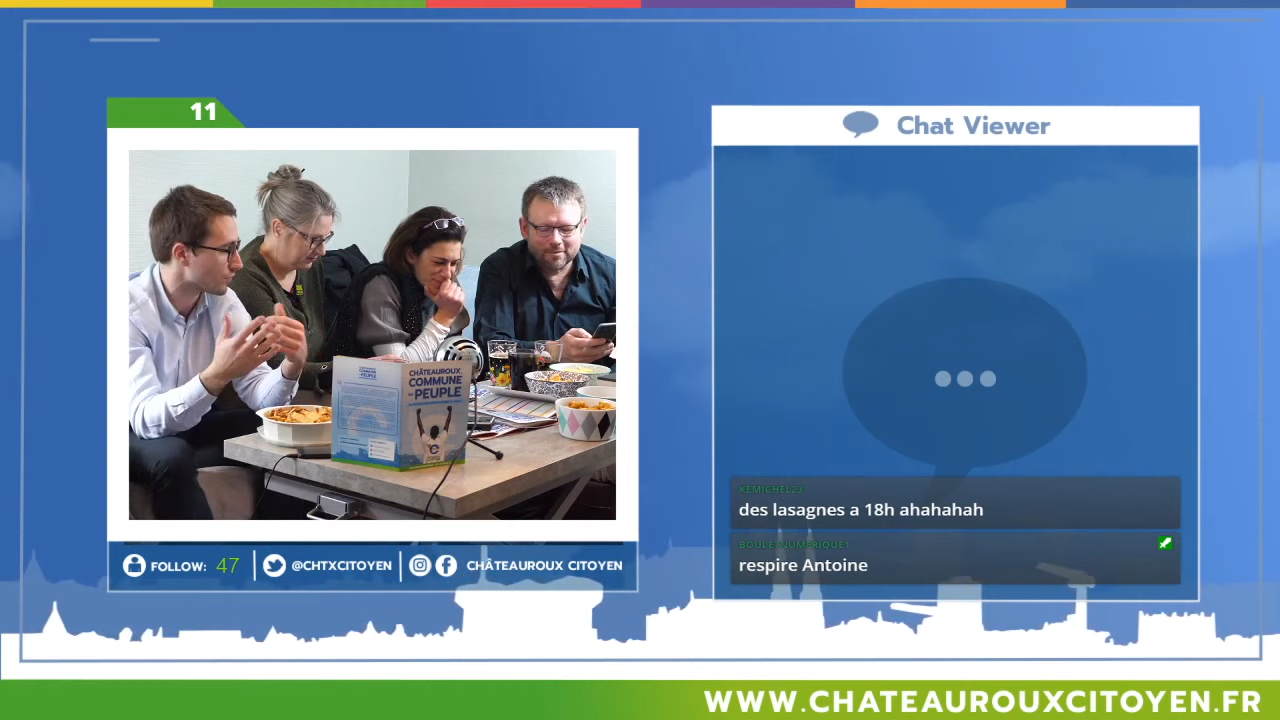 11
Chat Viewer
CHÂTEAUROUX,
COMMUNE
PEUPLE
KEMICHEL23
des lasagnes a 18h ahahahah
respire Antoine
FOLLOW: 47
@CHTXCITOYEN
CHÂTEAUROUX CITOYEN
WWW.CHATEAUROUXCITOYEN.FR